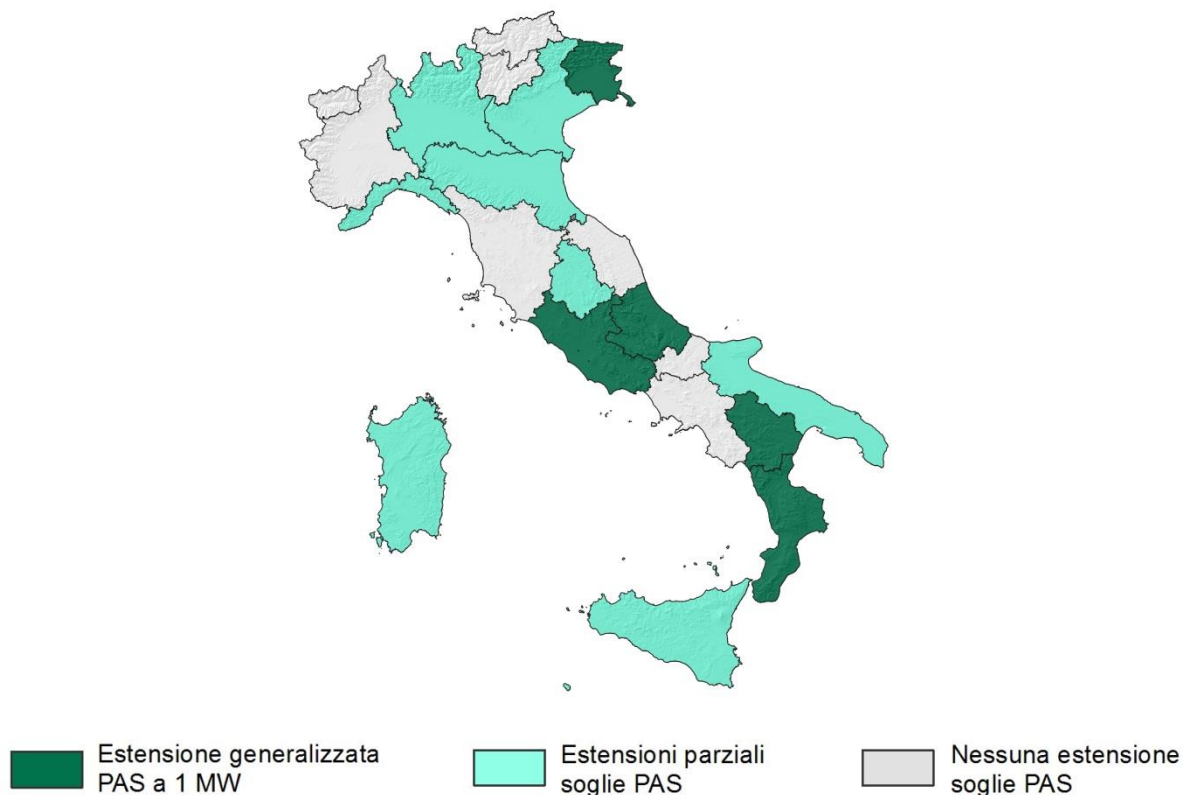 Estensione generalizzata
PAS a 1 MW
Estensioni parziali
soglie PAS
Nessuna estensione
soglie PAS